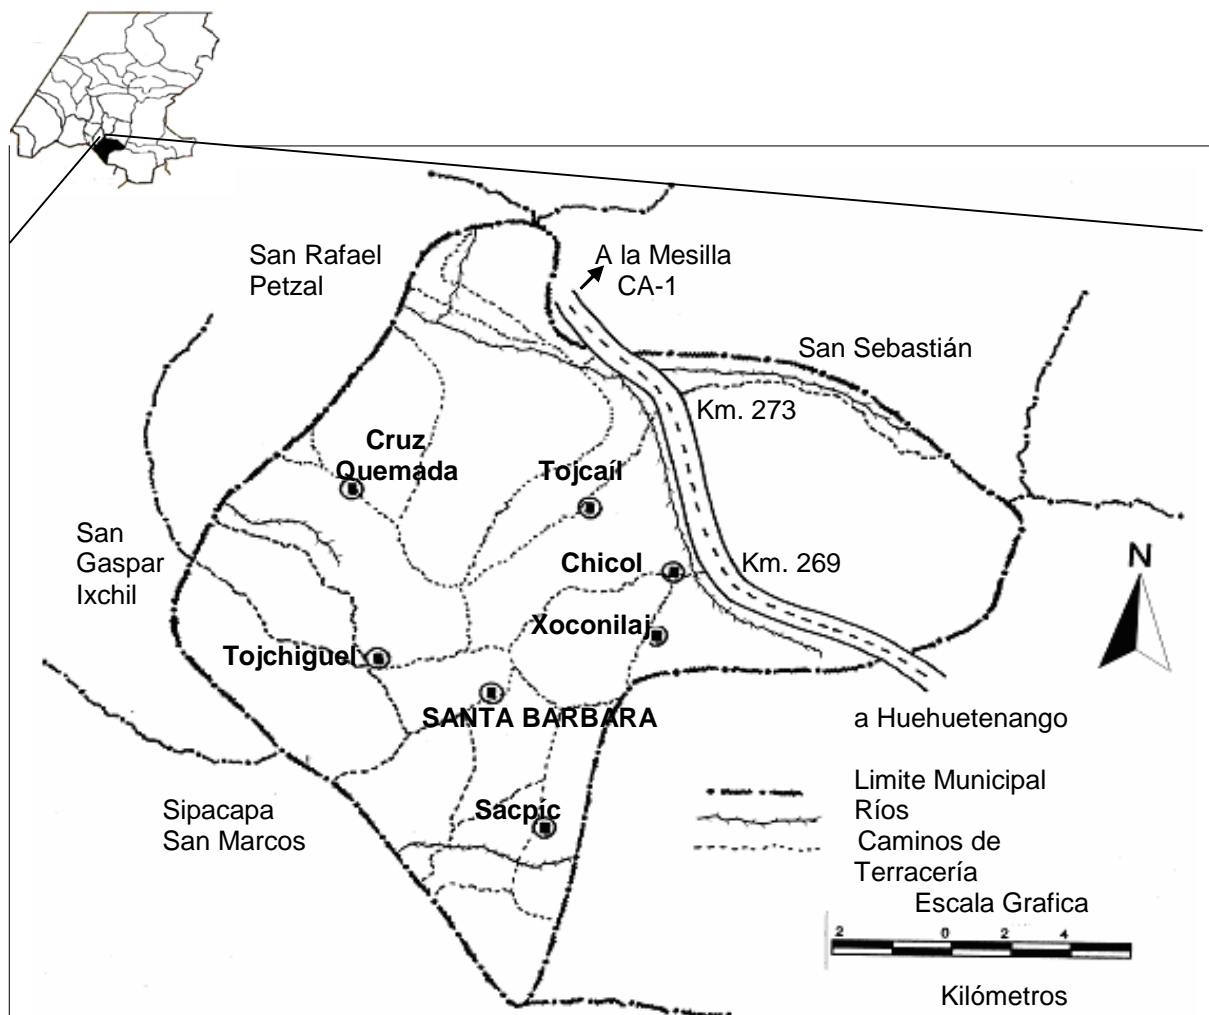 San Rafael
Petzal
A la Mesilla
CA-1
San Sebastián
Km. 273
Cruz
Quemada
Tojcaíl
San
Gaspar
Ixchil
Chicol
Km. 269
N
Xoconilaj
Tojchiguel
SANTA BARBARA
a Huehuetenango
Sipacapa
San Marcos
Sacpic
Limite Municipal
Ríos
Caminos de
Terracería
Escala Grafica
2 0 2 4
Kilómetros